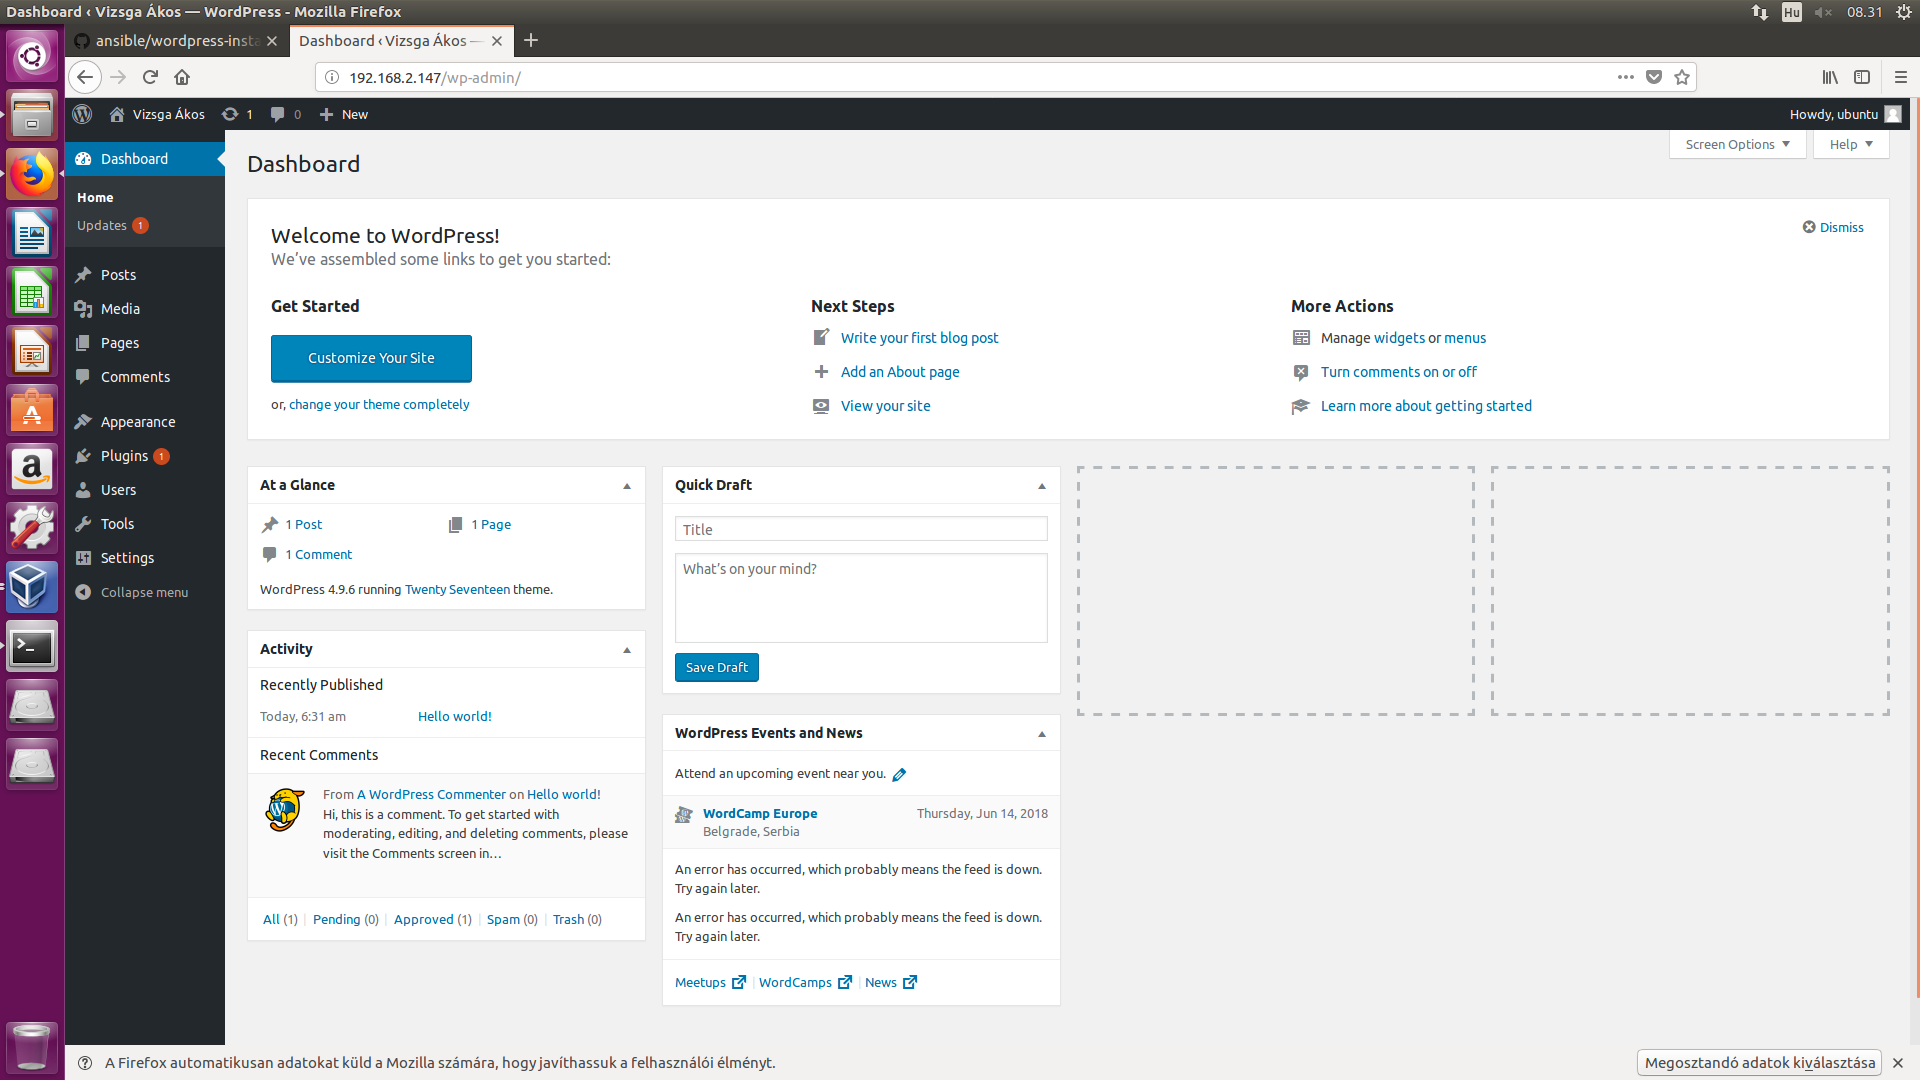 Dashboard ‹ Vizsga Ákos — WordPress - Mozilla Firefox
Hu
08.31
ansible/wordpress-insta
Dashboard ‹ Vizsga Ákos —
192.168.2.147/wp-admin/
Vizsga Ákos
1
0
New
Howdy, ubuntu
Dashboard
Home
Updates 1
Posts
Media
Pages
Comments
Appearance
Plugins 1
Users
Tools
Settings
Collapse menu
Dashboard
Screen Options
Help
Welcome to WordPress!
We've assembled some links to get you started:
Dismiss
Get Started
Customize Your Site
or, change your theme completely
Next Steps
Write your first blog post
Add an About page
View your site
More Actions
Manage widgets or menus
Turn comments on or off
Learn more about getting started
At a Glance
1 Post
1 Page
1 Comment
WordPress 4.9.6 running Twenty Seventeen theme.
Activity
Recently Published
Today, 6:31 am
Hello world!
Recent Comments
From A WordPress Commenter on Hello world!
Hi, this is a comment. To get started with
moderating, editing, and deleting comments, please
visit the Comments screen in…
All (1) | Pending (0) | Approved (1) | Spam (0) | Trash (0)
Quick Draft
Title
What's on your mind?
Save Draft
WordPress Events and News
Attend an upcoming event near you.
WordCamp Europe
Thursday, Jun 14, 2018
Belgrade, Serbia
An error has occurred, which probably means the feed is down.
Try again later.
An error has occurred, which probably means the feed is down.
Try again later.
Meetups | WordCamps | News
A Firefox automatikusan adatokat küld a Mozilla számára, hogy javíthassuk a felhasználói élményt.
Megosztandó adatok kiválasztása